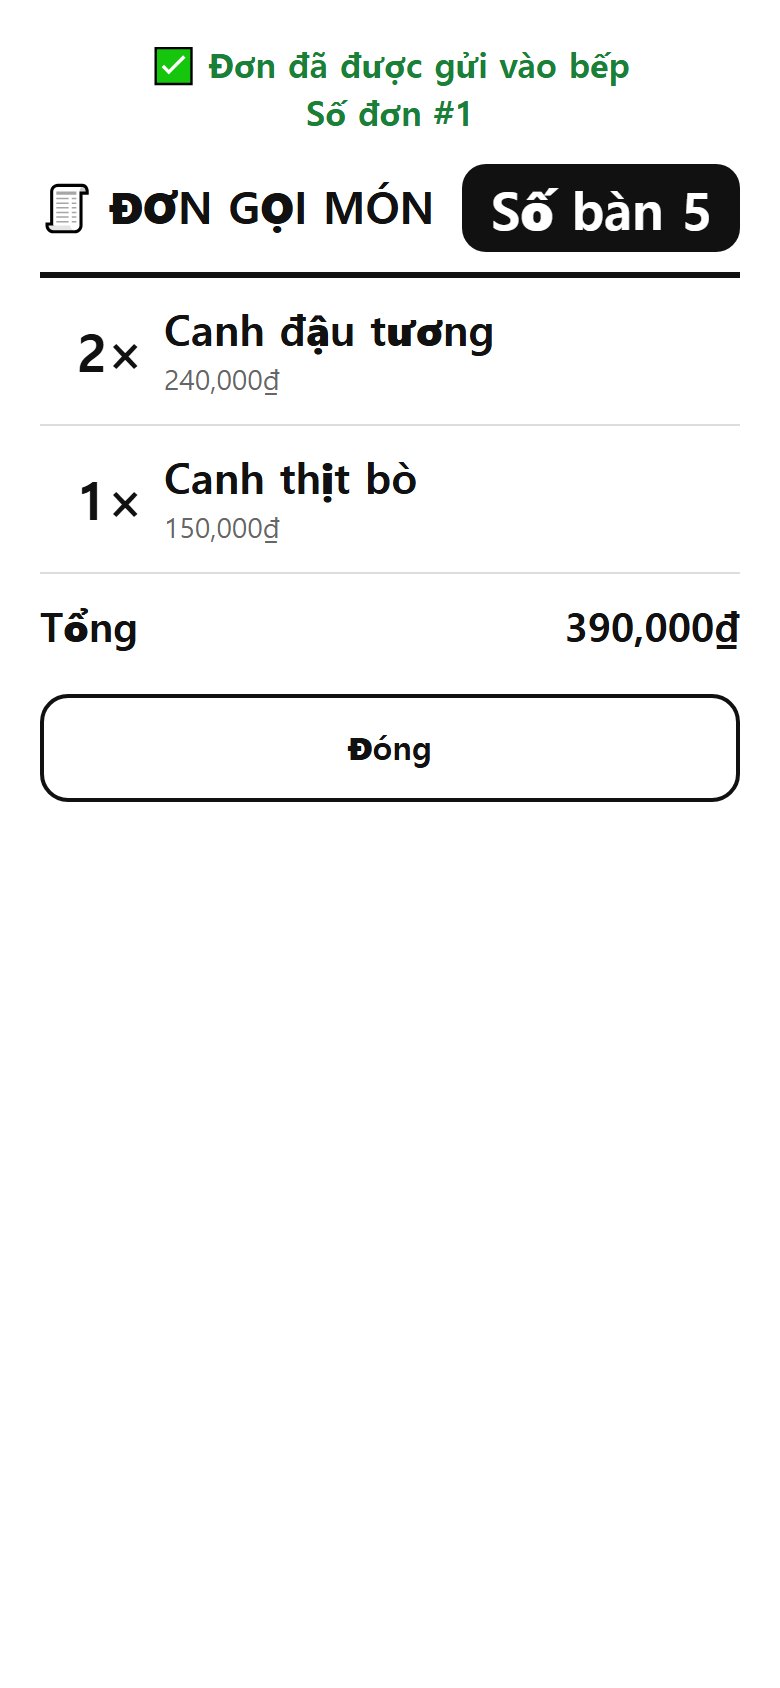 ✅ Đơn đã được gửi vào bếp
Số đơn #1
🧾 ĐƠN GỌI MÓN
Số bàn 5
2× Canh đậu tương
240,000₫
1× Canh thịt bò
150,000₫
Tổng 390,000₫
Đóng